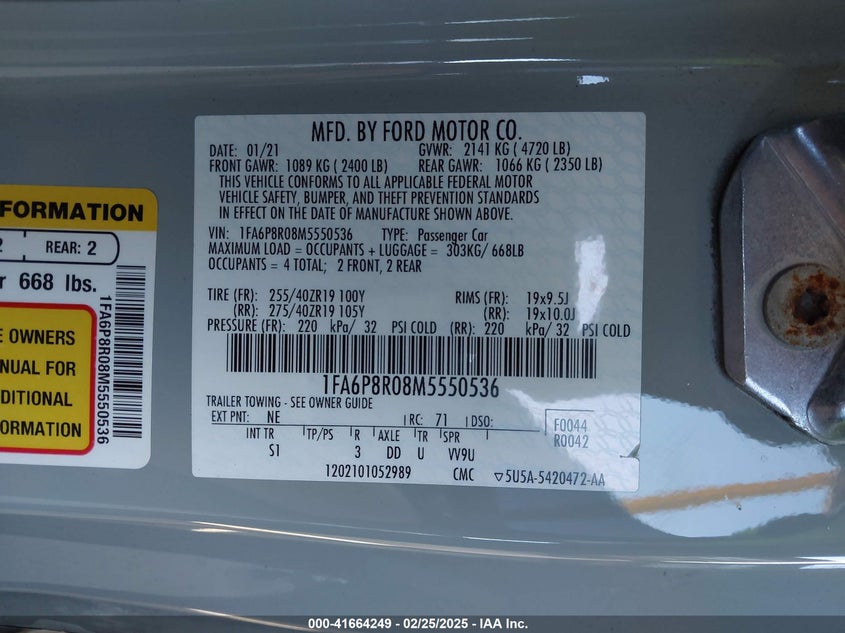 MFD. BY FORD MOTOR CO.
DATE: 01/21 GVWR: 2141 KG ( 4720 LB)
FRONT GAWR: 1089 KG ( 2400 LB) REAR GAWR: 1066 KG ( 2350 LB)
THIS VEHICLE CONFORMS TO ALL APPLICABLE FEDERAL MOTOR
VEHICLE SAFETY, BUMPER, AND THEFT PREVENTION STANDARDS
IN EFFECT ON THE DATE OF MANUFACTURE SHOWN ABOVE.
VIN: 1FA6P8R08M5550536 TYPE: Passenger Car
MAXIMUM LOAD = OCCUPANTS + LUGGAGE = 303KG/ 668LB
OCCUPANTS = 4 TOTAL; 2 FRONT, 2 REAR
TIRE (FR): 255/40ZR19 100Y RIMS (FR): 19x9.5J
(RR): 275/40ZR19 105Y (RR): 19x10.0J
PRESSURE (FR): 220 kPa/ 32 PSI COLD (RR): 220 kPa/ 32 PSI COLD
1FA6P8R08M5550536
TRAILER TOWING - SEE OWNER GUIDE
EXT PNT: NE RC: 71 DSO: F0044
R0042
INT TR TP/PS R AXLE TR SPR
S1 3 DD U VV9U
1202101052989 CMC ▽5U5A-5420472-AA
FORMATION
2 REAR: 2
r 668 lbs.
E OWNERS
NUAL FOR
DITIONAL
ORMATION
1FA6P8R08M5550536
000-41664249 - 02/25/2025 - IAA Inc.